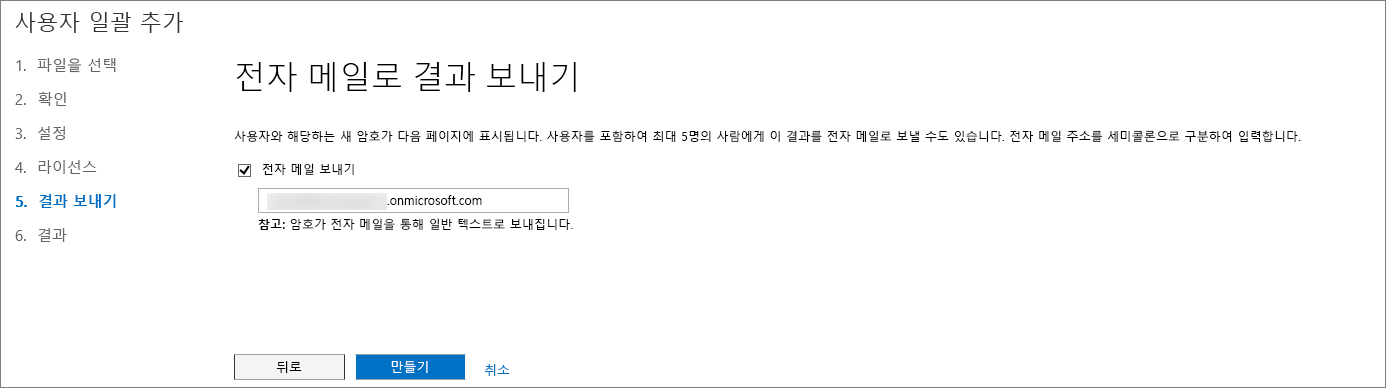 사용자 일괄 추가
1. 파일을 선택
2. 확인
3. 설정
4. 라이선스
5. 결과 보내기
6. 결과
전자 메일로 결과 보내기
사용자와 해당하는 새 암호가 다음 페이지에 표시됩니다. 사용자를 포함하여 최대 5명의 사람에게 이 결과를 전자 메일로 보낼 수도 있습니다. 전자 메일 주소를 세미콜론으로 구분하여 입력합니다.
전자 메일 보내기
.onmicrosoft.com
참고: 암호가 전자 메일을 통해 일반 텍스트로 보내집니다.
뒤로 만들기 취소